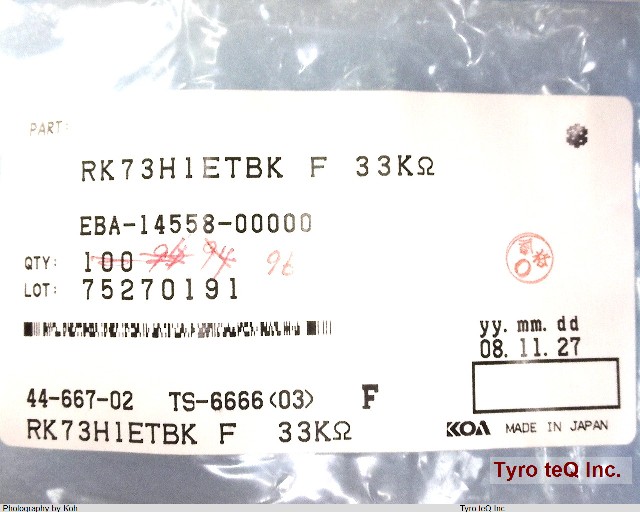 PART:
RK73H1ETBK F 33KΩ
EBA-14558-00000
QTY: 100 94 94 96
LOT: 75270191
yy. mm. dd
08. 11. 27
44-667-02 TS-6666(03) F
RK73H1ETBK F 33KΩ
KOA MADE IN JAPAN
Tyro teQ Inc.
Photography by Koh Tyro teQ Inc